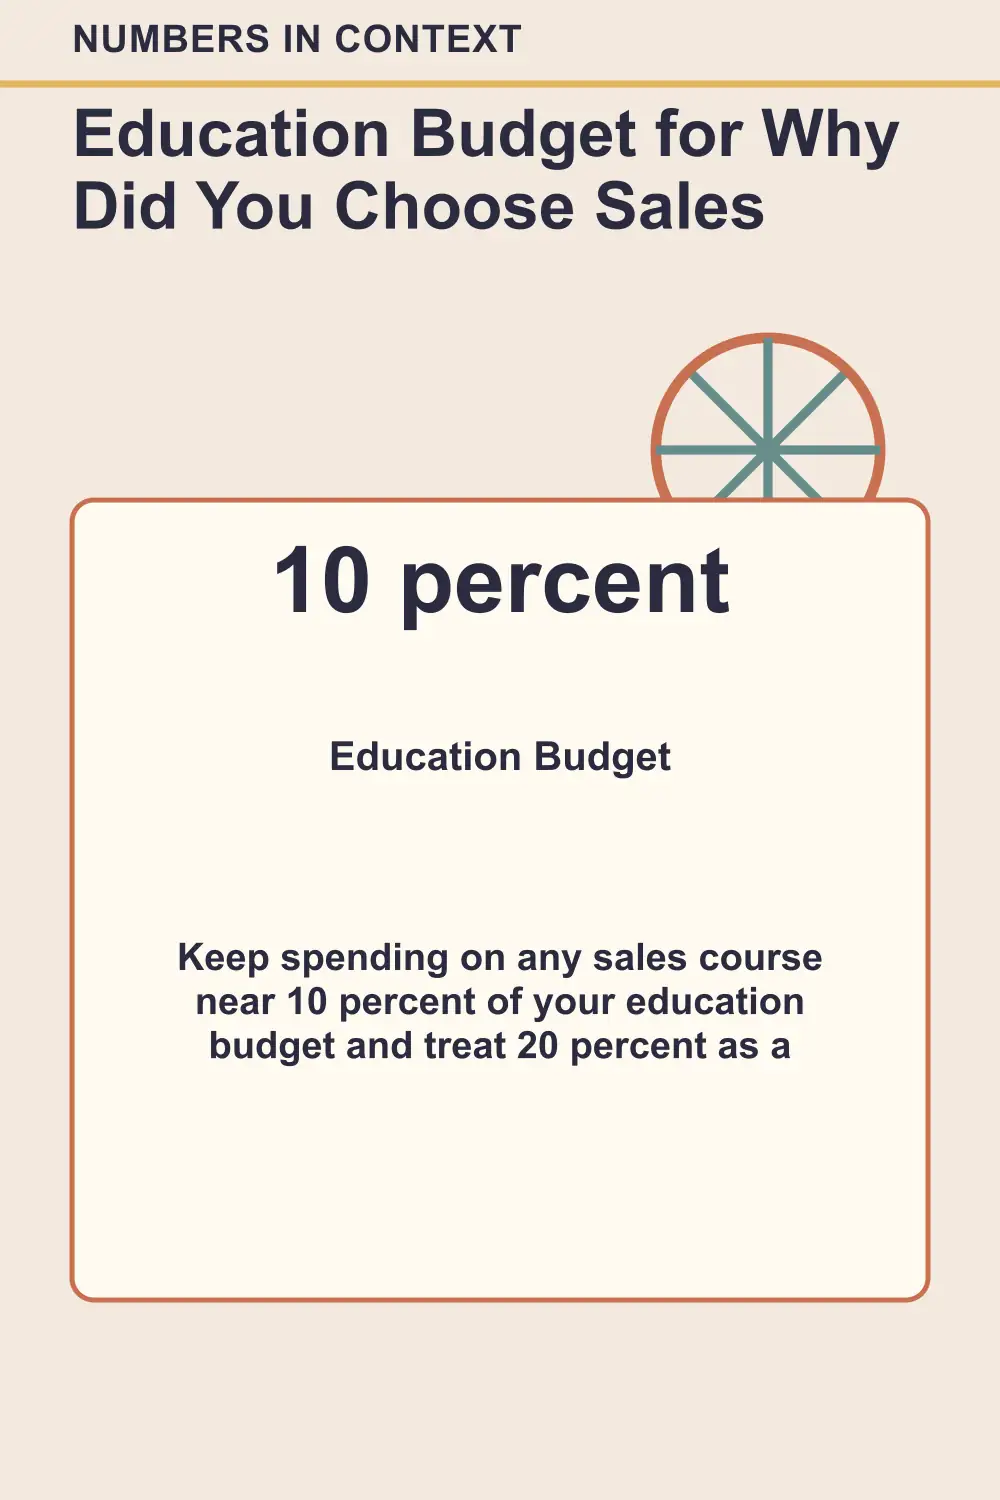 NUMBERS IN CONTEXT
Education Budget for Why
Did You Choose Sales
10 percent
Education Budget
Keep spending on any sales course
near 10 percent of your education
budget and treat 20 percent as a